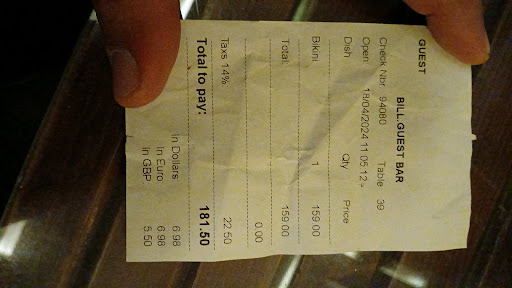 GUEST
BILL.GUEST BAR
Check Nbr 94080 Table 39
Open: 18/04/2024 11:05:12
Dish Qty Price
Bikini 1 159.00
Total: 159.00
0.00
Taxs 14% 22.50
Total to pay: 181.50
In Dollars 6.98
In Euro 6.98
In GBP 5.50